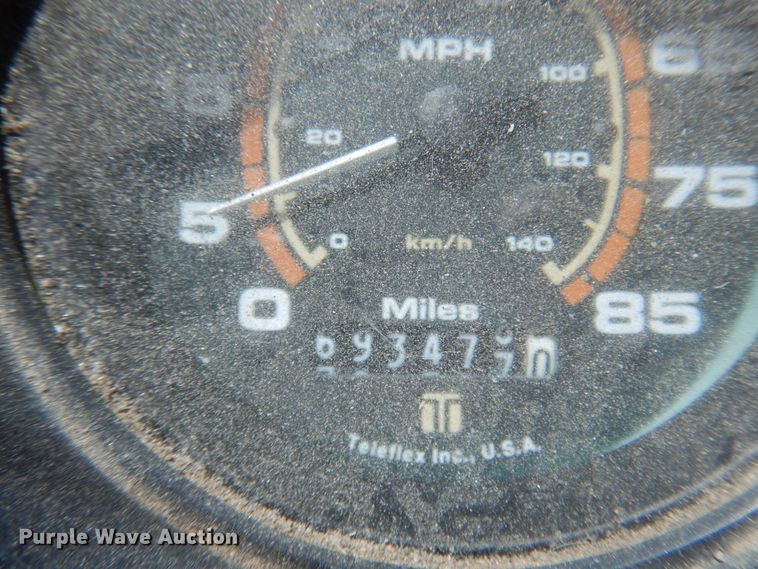 MPH
100
20
120
5
75
0
km/h
140
0
Miles
85
Teleflex Inc., U.S.A.
Purple Wave Auction